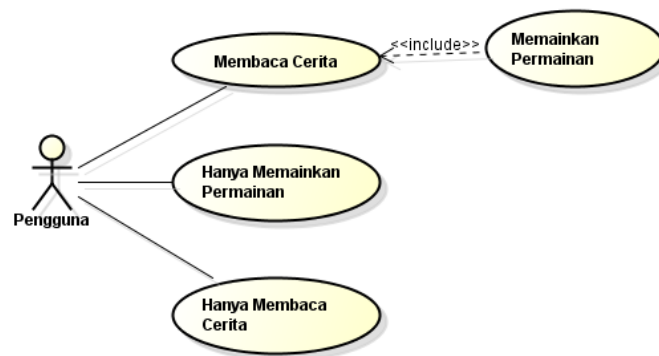 Membaca Cerita
<<include>>
Memainkan
Permainan
Hanya Memainkan
Permainan
Pengguna
Hanya Membaca
Cerita